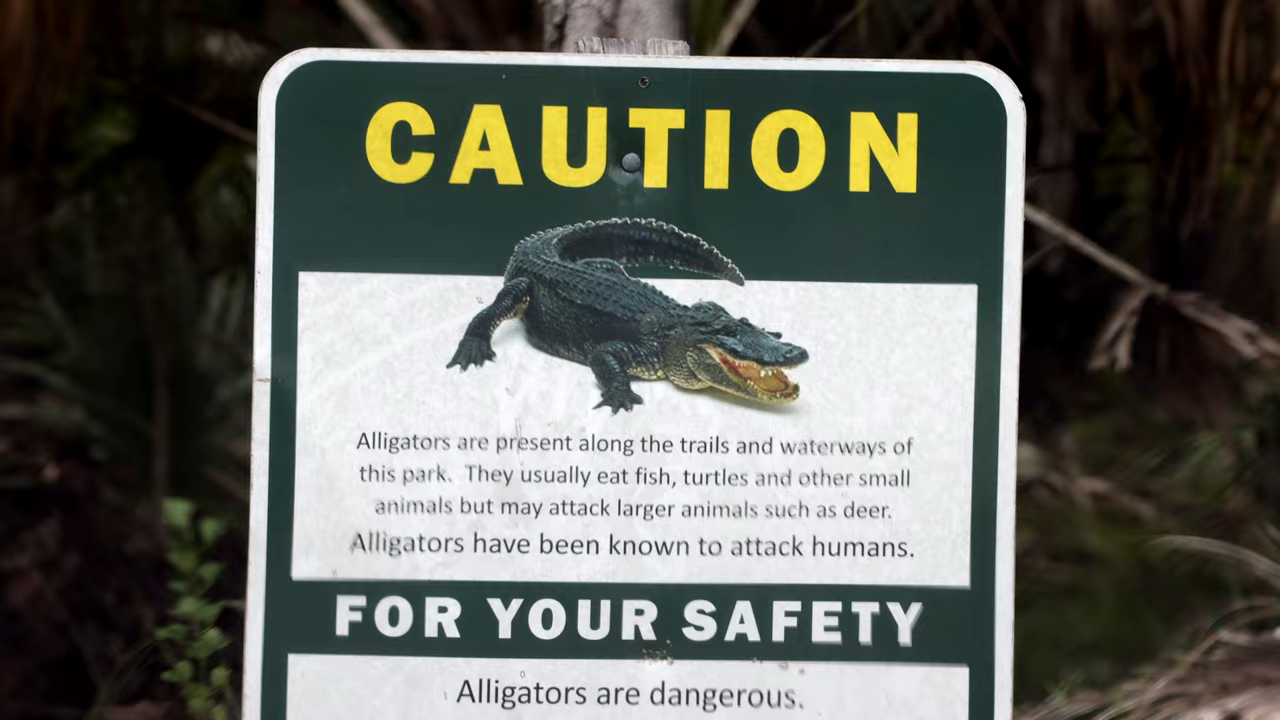 CAUTION
Alligators are present along the trails and waterways of
this park.  They usually eat fish, turtles and other small
animals but may attack larger animals such as deer.
Alligators have been known to attack humans.
FOR YOUR SAFETY
Alligators are dangerous.